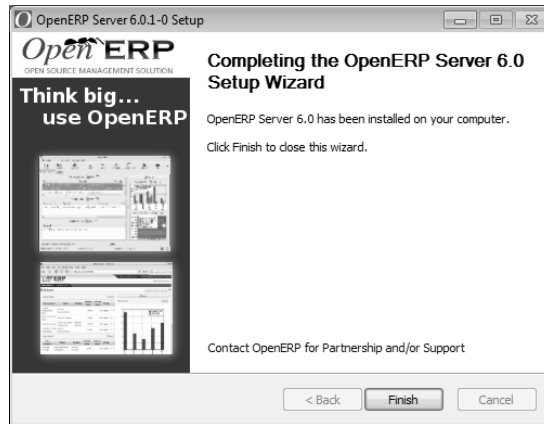 OpenERP Server 6.0.1-0 Setup
Open ERP
OPEN SOURCE MANAGEMENT SOLUTION
Think big...
use OpenERP
Completing the OpenERP Server 6.0
Setup Wizard
OpenERP Server 6.0 has been installed on your computer.
Click Finish to close this wizard.
Contact OpenERP for Partnership and/or Support
< Back Finish Cancel